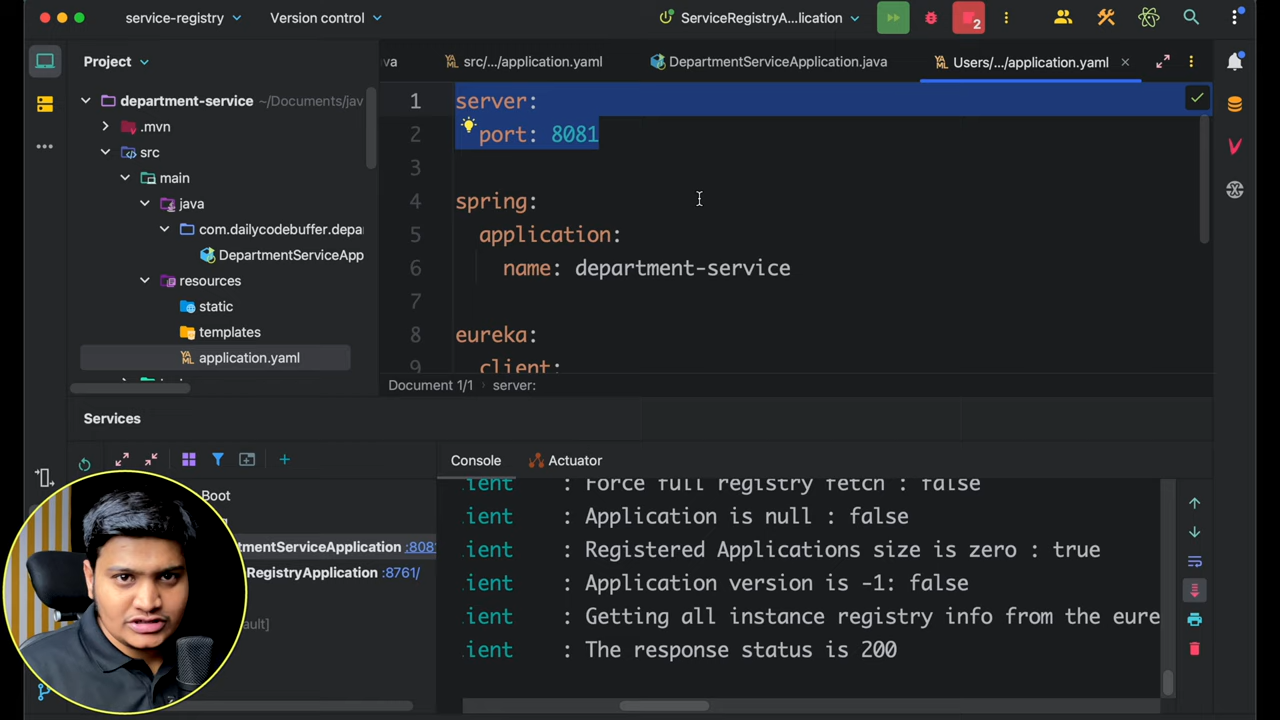 service-registry
Version control
ServiceRegistryA...lication
2
Project
va
src/.../application.yaml
DepartmentServiceApplication.java
Users/.../application.yaml
department-service ~/Documents/jav
.mvn
src
main
java
com.dailycodebuffer.depa
DepartmentServiceApp
resources
static
templates
application.yaml
1 server:
2 port: 8081
3
4 spring:
5 application:
6 name: department-service
7
8 eureka:
9 client:
Document 1/1 › server:
Services
Console
Actuator
Boot
tmentServiceApplication :808
RegistryApplication :8761/
ault]
ient : Force full registry fetch : false
ient : Application is null : false
ient : Registered Applications size is zero : true
ient : Application version is -1: false
ient : Getting all instance registry info from the eure
ient : The response status is 200